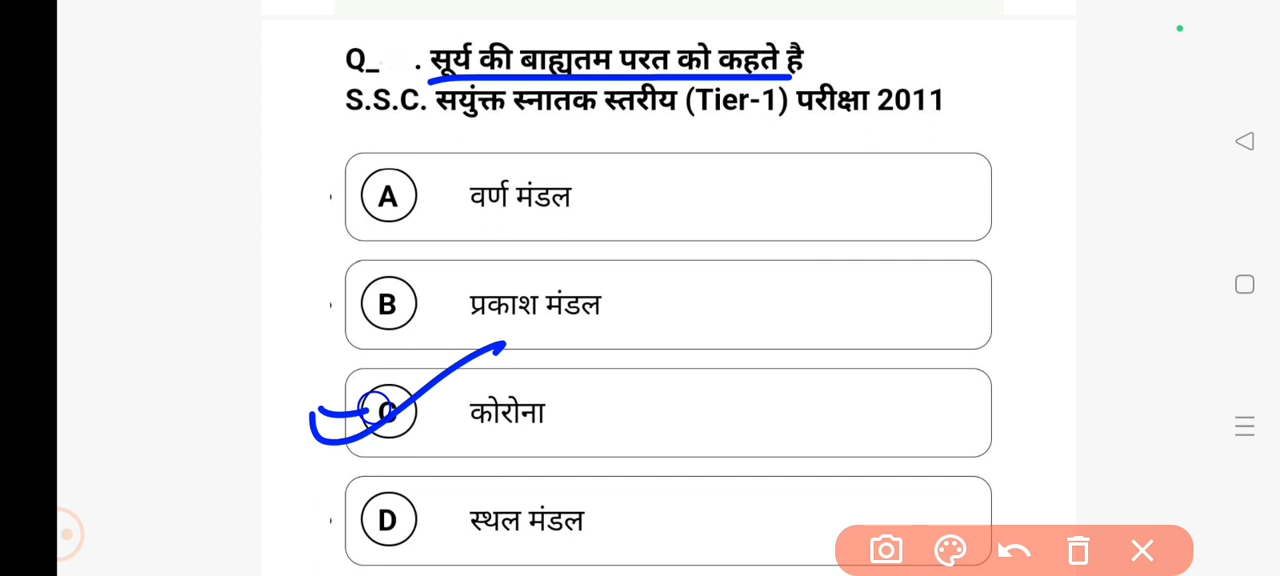 Q_ . सूर्य की बाह्यतम परत को कहते है
S.S.C. सयुंक्त स्नातक स्तरीय (Tier-1) परीक्षा 2011
A वर्ण मंडल
B प्रकाश मंडल
C कोरोना
D स्थल मंडल